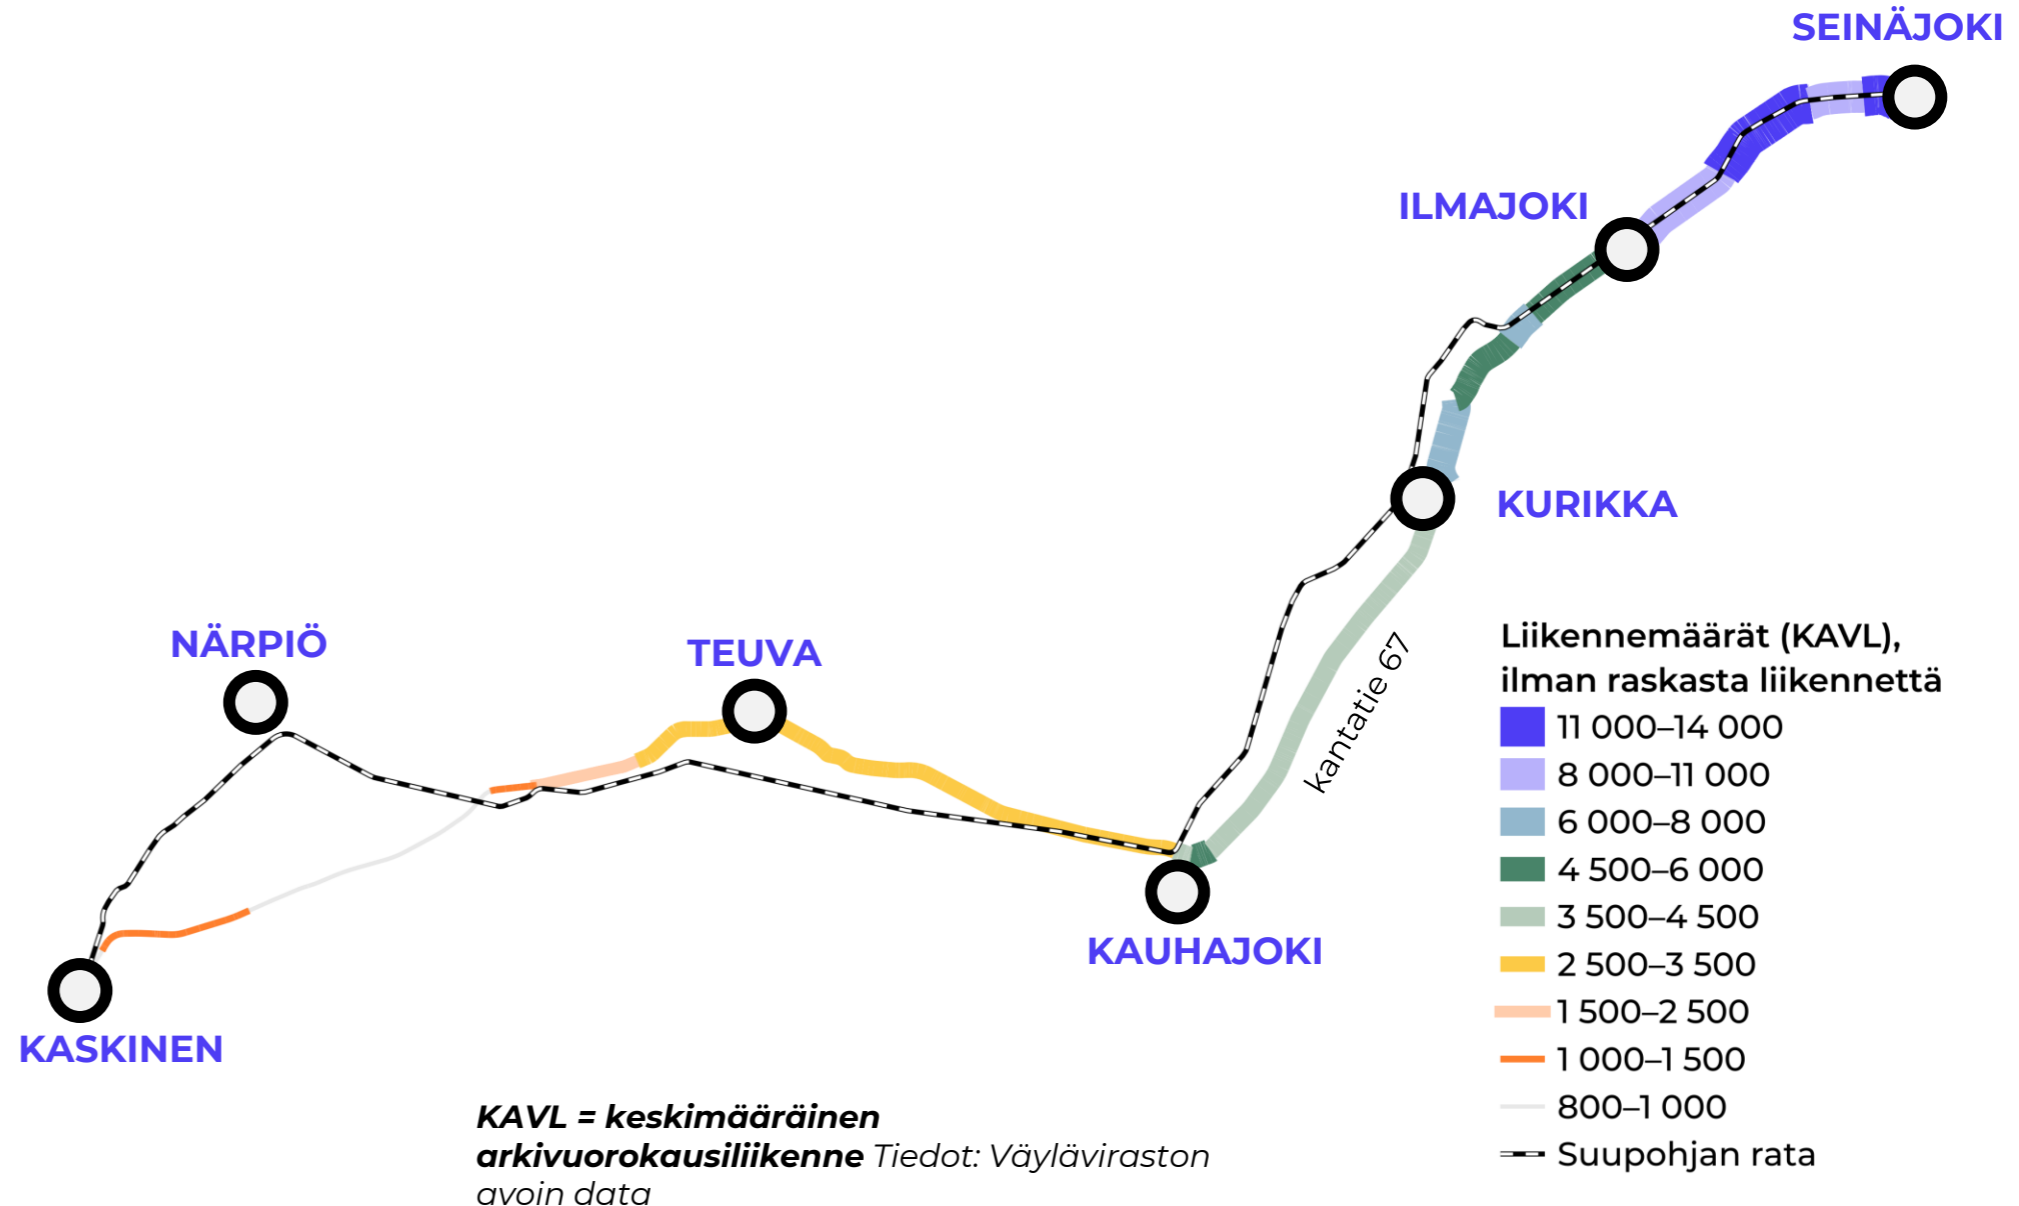 SEINÄJOKI
ILMAJOKI
KURIKKA
NÄRPIÖ
TEUVA
kantatie 67
KAUHAJOKI
KASKINEN
Liikennemäärät (KAVL),
ilman raskasta liikennettä
11 000–14 000
8 000–11 000
6 000–8 000
4 500–6 000
3 500–4 500
2 500–3 500
1 500–2 500
1 000–1 500
800–1 000
Suupohjan rata
KAVL = keskimääräinen
arkivuorokausiliikenne Tiedot: Väyläviraston
avoin data